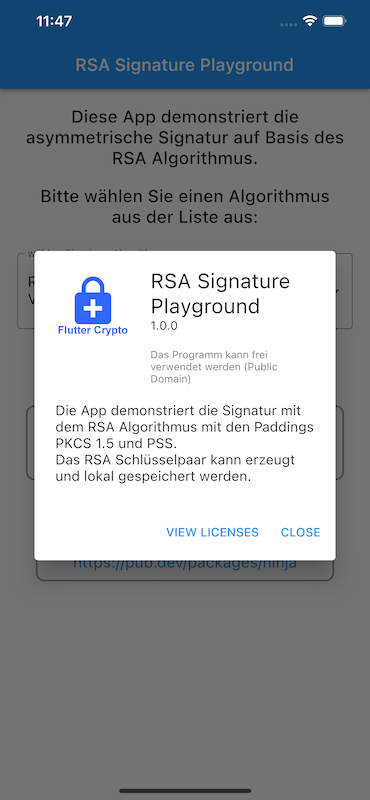 11:47
RSA Signature Playground
Diese App demonstriert die
asymmetrische Signatur auf Basis des
RSA Algorithmus.
Bitte wählen Sie einen Algorithmus
aus der Liste aus:
RSA Signature
Playground
1.0.0
Flutter Crypto
Das Programm kann frei
verwendet werden (Public
Domain)
Die App demonstriert die Signatur mit
dem RSA Algorithmus mit den Paddings
PKCS 1.5 und PSS.
Das RSA Schlüsselpaar kann erzeugt
und lokal gespeichert werden.
VIEW LICENSES CLOSE
https://pub.dev/packages/ninja